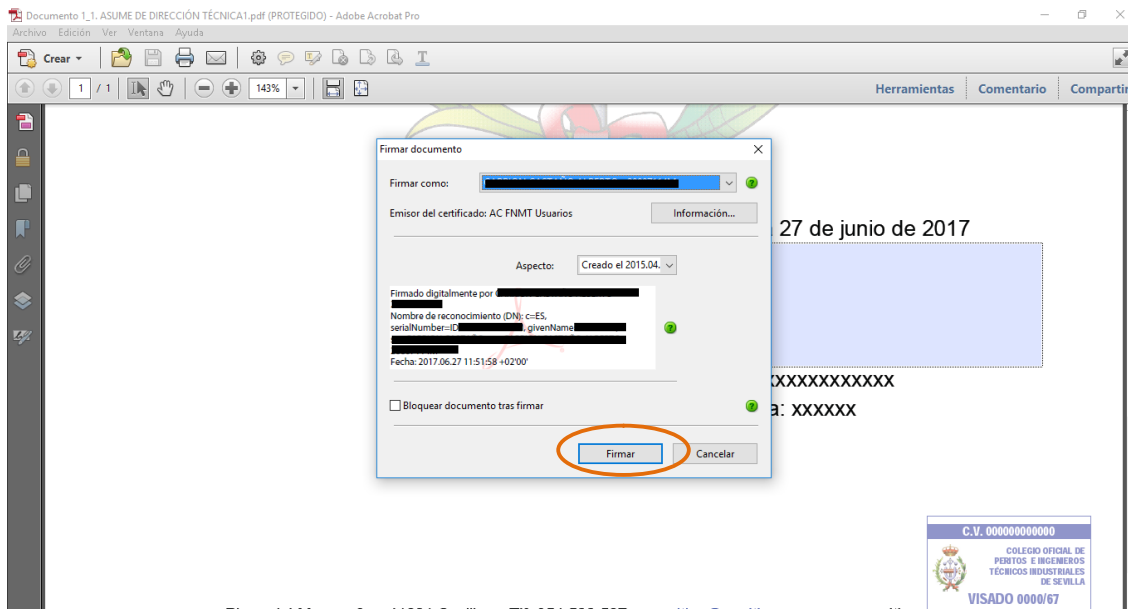 Documento 1_1. ASUME DE DIRECCIÓN TÉCNICA1.pdf (PROTEGIDO) - Adobe Acrobat Pro
Archivo Edición Ver Ventana Ayuda
Crear
1 / 1 143% Herramientas Comentario Compartir
Firmar documento
Firmar como:
Emisor del certificado: AC FNMT Usuarios Información...
27 de junio de 2017
Aspecto: Creado el 2015.04.
Firmado digitalmente por
Nombre de reconocimiento (DN): c=ES,
serialNumber=ID , givenName
Fecha: 2017.06.27 11:51:58 +02'00'
xxxxxxxxxxxx
Bloquear documento tras firmar
a: xxxxxx
Firmar Cancelar
C.V. 000000000000
COLEGIO OFICIAL DE
PERITOS E INGENIEROS
TÉCNICOS INDUSTRIALES
DE SEVILLA
VISADO 0000/67